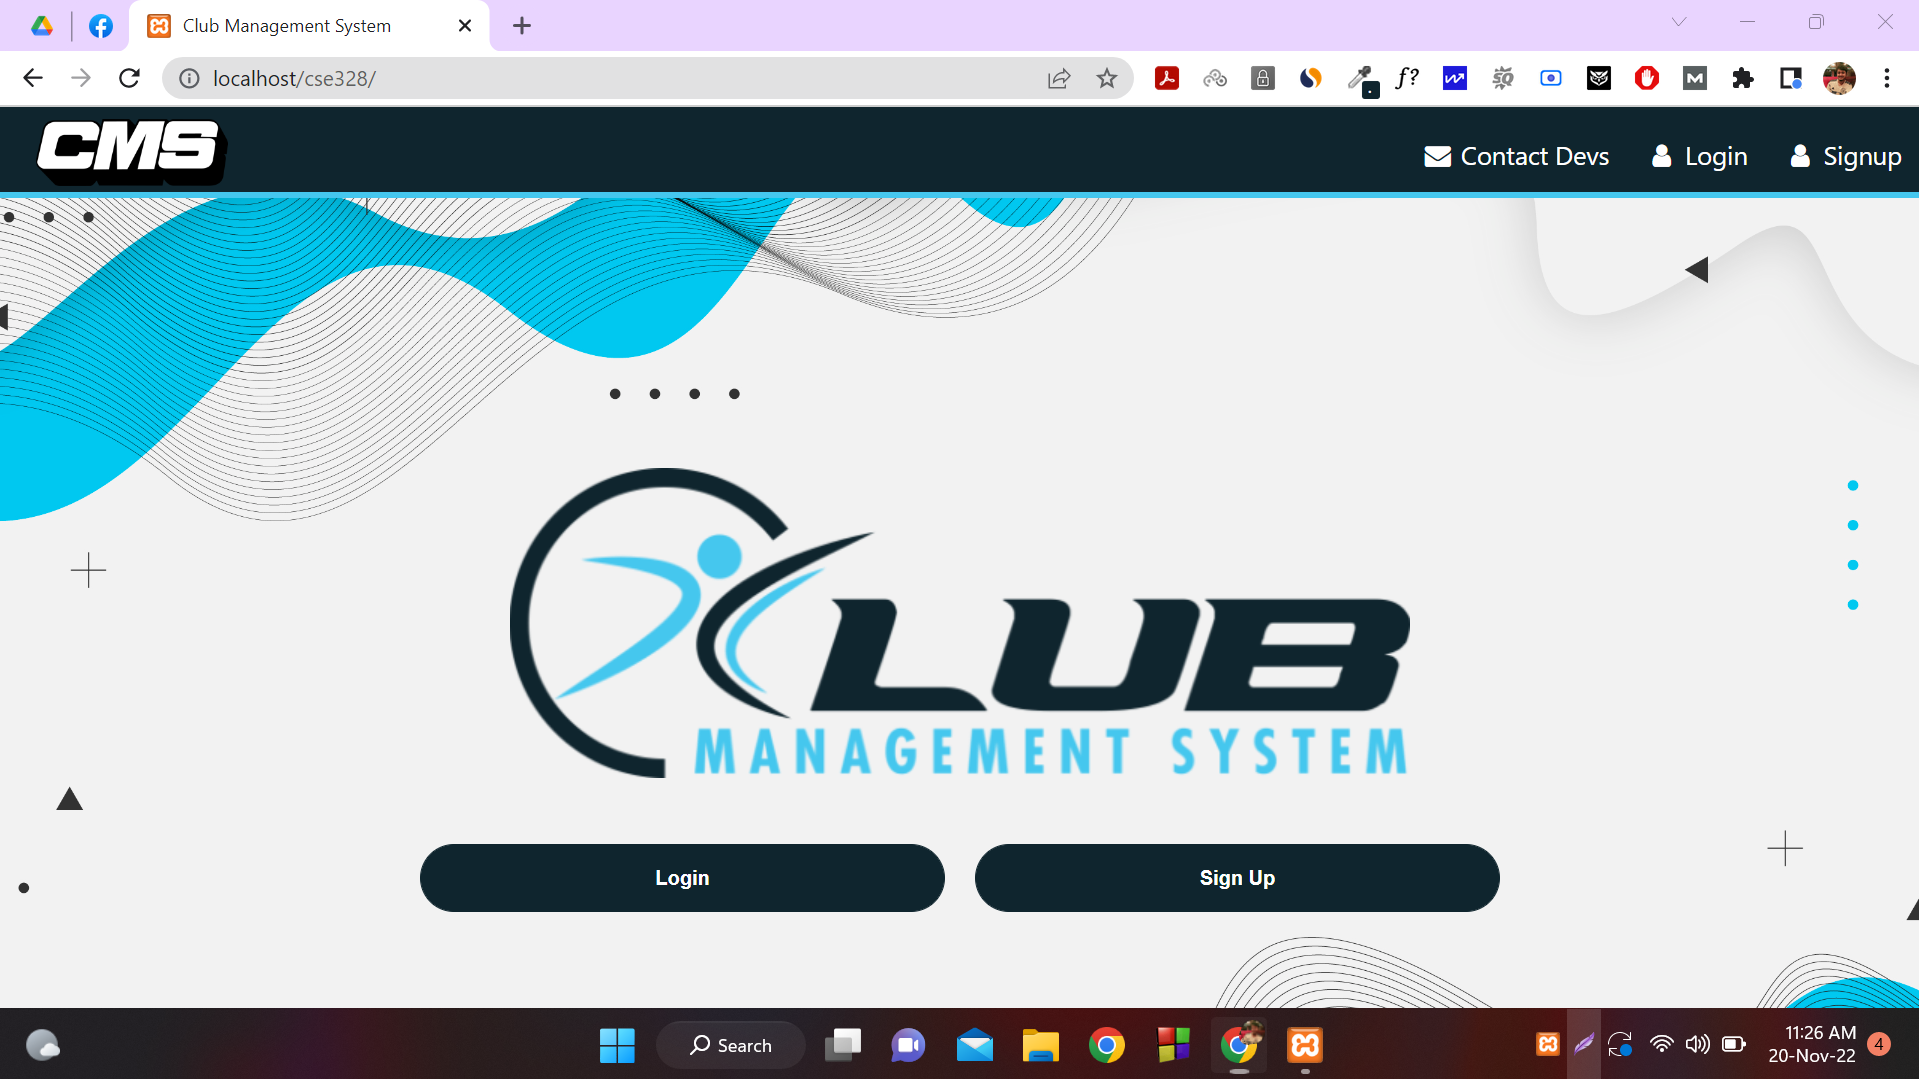 Club Management System
localhost/cse328/
f?
CMS
Contact Devs
Login
Signup
CLUB
MANAGEMENT SYSTEM
Login
Sign Up
Search
11:26 AM
20-Nov-22
4